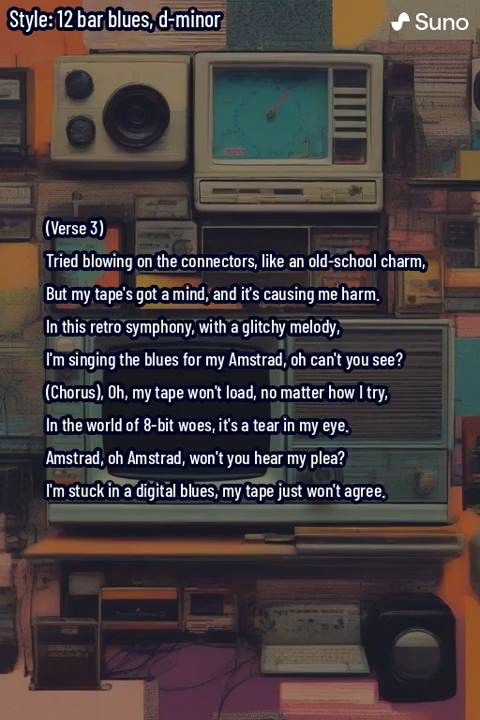 Style: 12 bar blues, d-minor
Suno
(Verse 3)
Tried blowing on the connectors, like an old-school charm,
But my tape's got a mind, and it's causing me harm.
In this retro symphony, with a glitchy melody,
I'm singing the blues for my Amstrad, oh can't you see?
(Chorus), Oh, my tape won't load, no matter how I try,
In the world of 8-bit woes, it's a tear in my eye.
Amstrad, oh Amstrad, won't you hear my plea?
I'm stuck in a digital blues, my tape just won't agree.